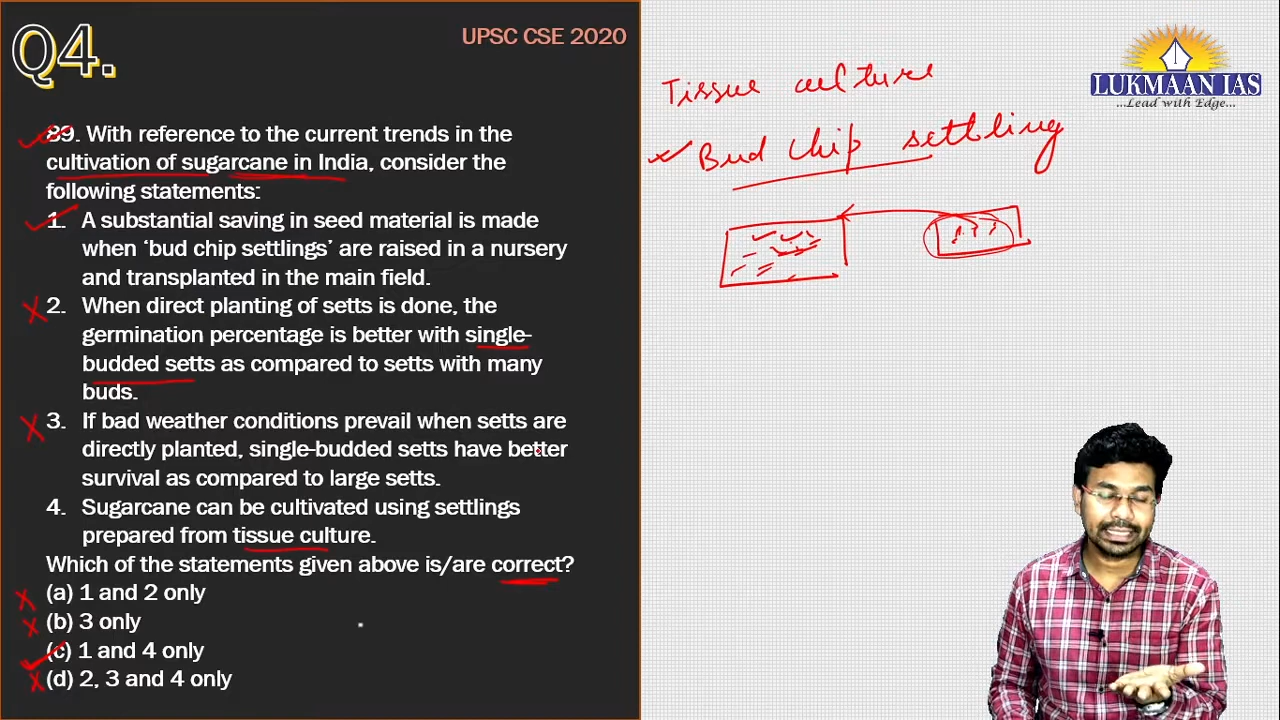 Q4.
UPSC CSE 2020
89. With reference to the current trends in the
cultivation of sugarcane in India, consider the
following statements:
1. A substantial saving in seed material is made
when ‘bud chip settlings’ are raised in a nursery
and transplanted in the main field.
2. When direct planting of setts is done, the
germination percentage is better with single-
budded setts as compared to setts with many
buds.
3. If bad weather conditions prevail when setts are
directly planted, single-budded setts have better
survival as compared to large setts.
4. Sugarcane can be cultivated using settlings
prepared from tissue culture.
Which of the statements given above is/are correct?
(a) 1 and 2 only
(b) 3 only
(c) 1 and 4 only
(d) 2, 3 and 4 only
Tissue culture
Bud chip settling
LUKMAAN IAS
...Lead with Edge...